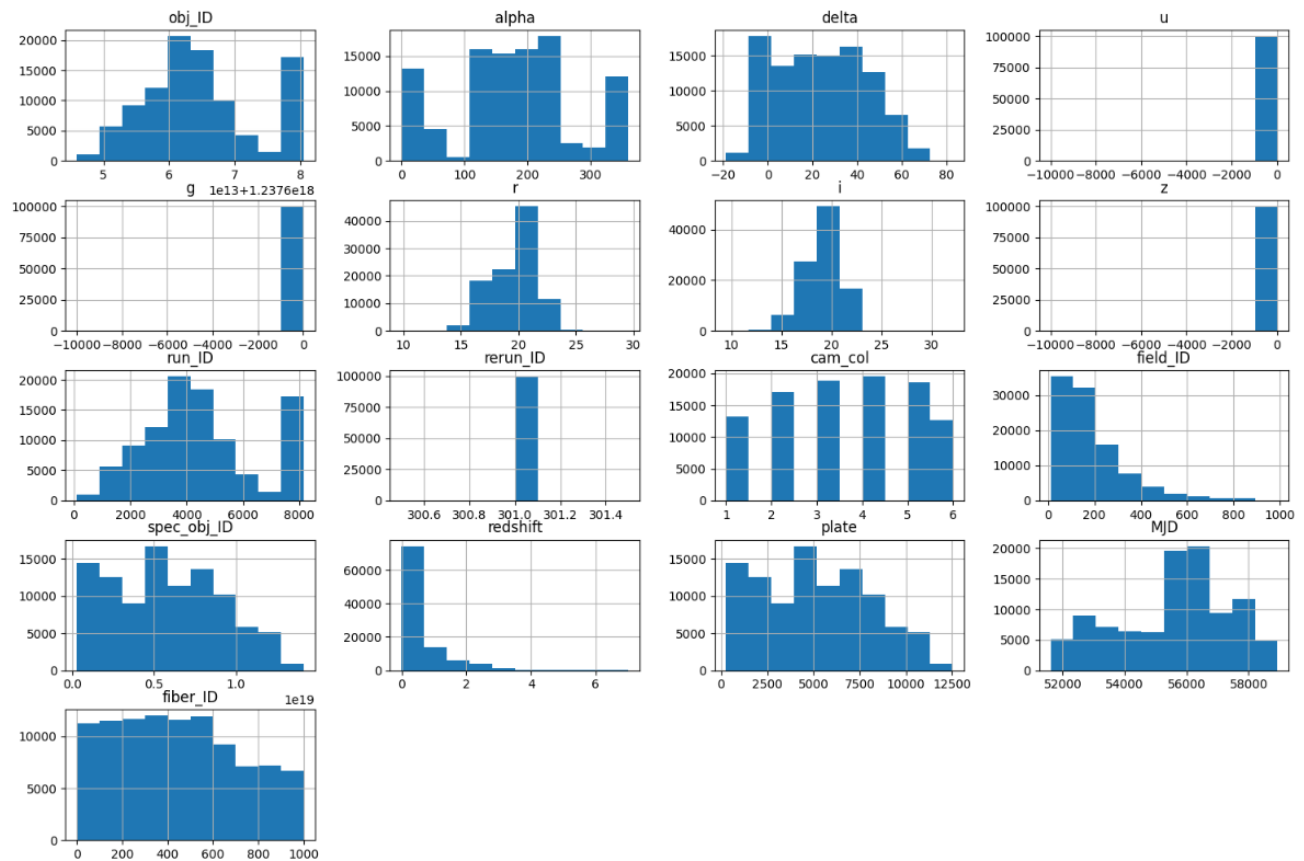 obj_ID alpha delta u
20000 15000 10000 5000 0
5 6 7 8
1e13+1.2376e18
15000 10000 5000 0
0 100 200 300
15000 10000 5000 0
−20 0 20 40 60 80
100000 75000 50000 25000 0
−10000 −8000 −6000 −4000 −2000 0
g r i z
100000 75000 50000 25000 0
−10000 −8000 −6000 −4000 −2000 0
40000 30000 20000 10000 0
10 15 20 25 30
40000 20000 0
10 15 20 25 30
100000 75000 50000 25000 0
−10000 −8000 −6000 −4000 −2000 0
run_ID rerun_ID cam_col field_ID
20000 15000 10000 5000 0
0 2000 4000 6000 8000
100000 80000 60000 40000 20000 0
300.6 300.8 301.0 301.2 301.4
20000 15000 10000 5000 0
1 2 3 4 5 6
30000 20000 10000 0
0 200 400 600 800 1000
spec_obj_ID redshift plate MJD
15000 10000 5000 0
0.0 0.5 1.0
1e19
60000 40000 20000 0
0 2 4 6
15000 10000 5000 0
0 2500 5000 7500 10000 12500
20000 15000 10000 5000 0
52000 54000 56000 58000
fiber_ID
10000 5000 0
0 200 400 600 800 1000